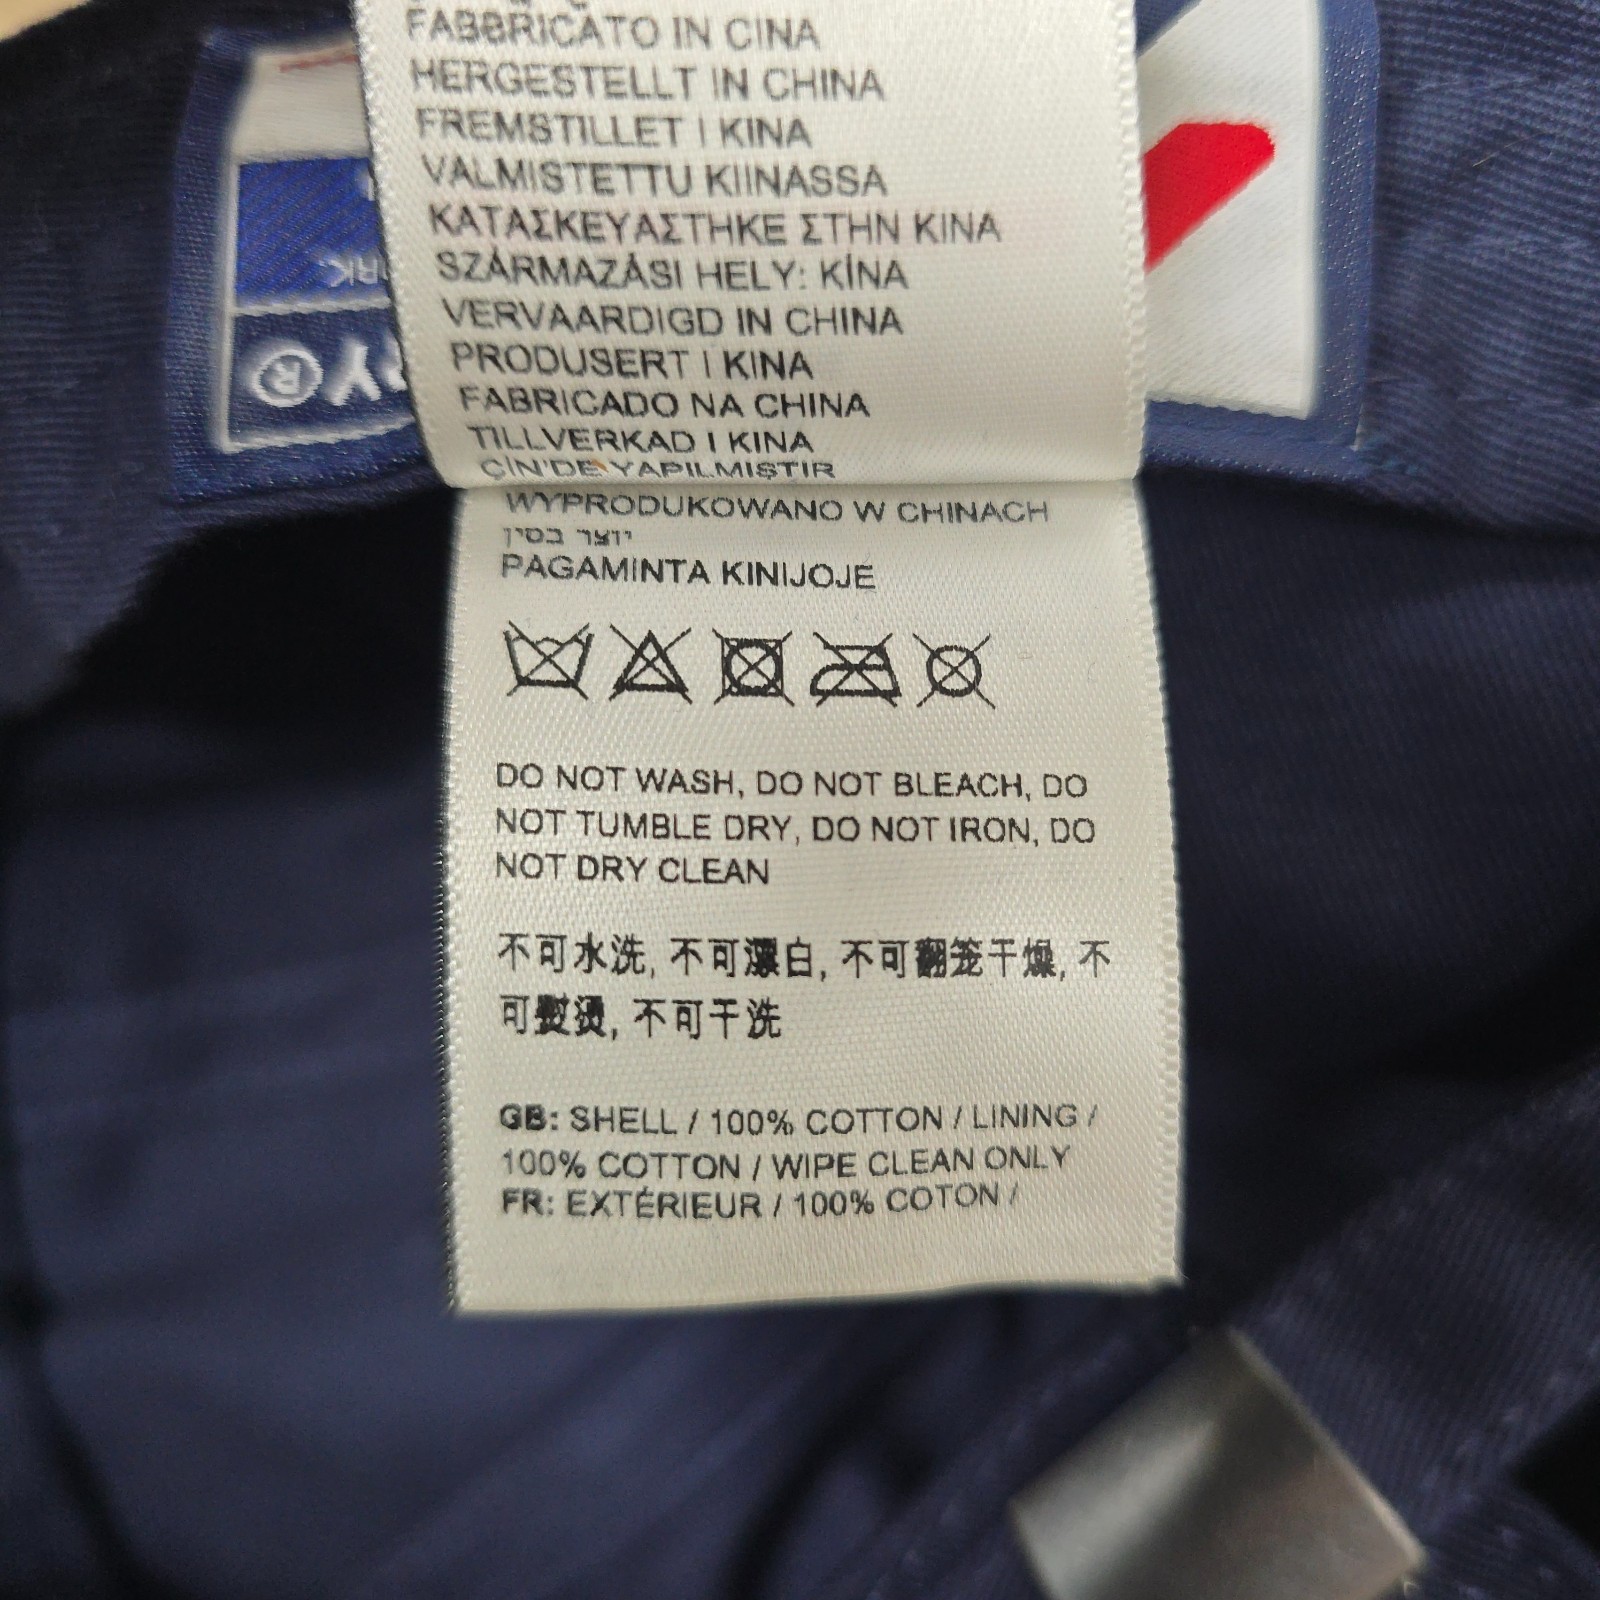 FABBRICATO IN CINA
HERGESTELLT IN CHINA
FREMSTILLET I KINA
VALMISTETTU KIINASSA
ΚΑΤΑΣΚΕΥΑΣΤΗΚΕ ΣΤΗΝ ΚΙΝΑ
SZÁRMAZÁSI HELY: KÍNA
VERVAARDIGD IN CHINA
PRODUSERT I KINA
FABRICADO NA CHINA
TILLVERKAD I KINA
ÇİN'DE YAPILMIŞTIR
WYPRODUKOWANO W CHINACH
יוצר בסין
PAGAMINTA KINIJOJE
DO NOT WASH, DO NOT BLEACH, DO
NOT TUMBLE DRY, DO NOT IRON, DO
NOT DRY CLEAN
不可水洗, 不可漂白, 不可翻笼干燥, 不
可熨烫, 不可干洗
GB: SHELL / 100% COTTON / LINING /
100% COTTON / WIPE CLEAN ONLY
FR: EXTÉRIEUR / 100% COTON /